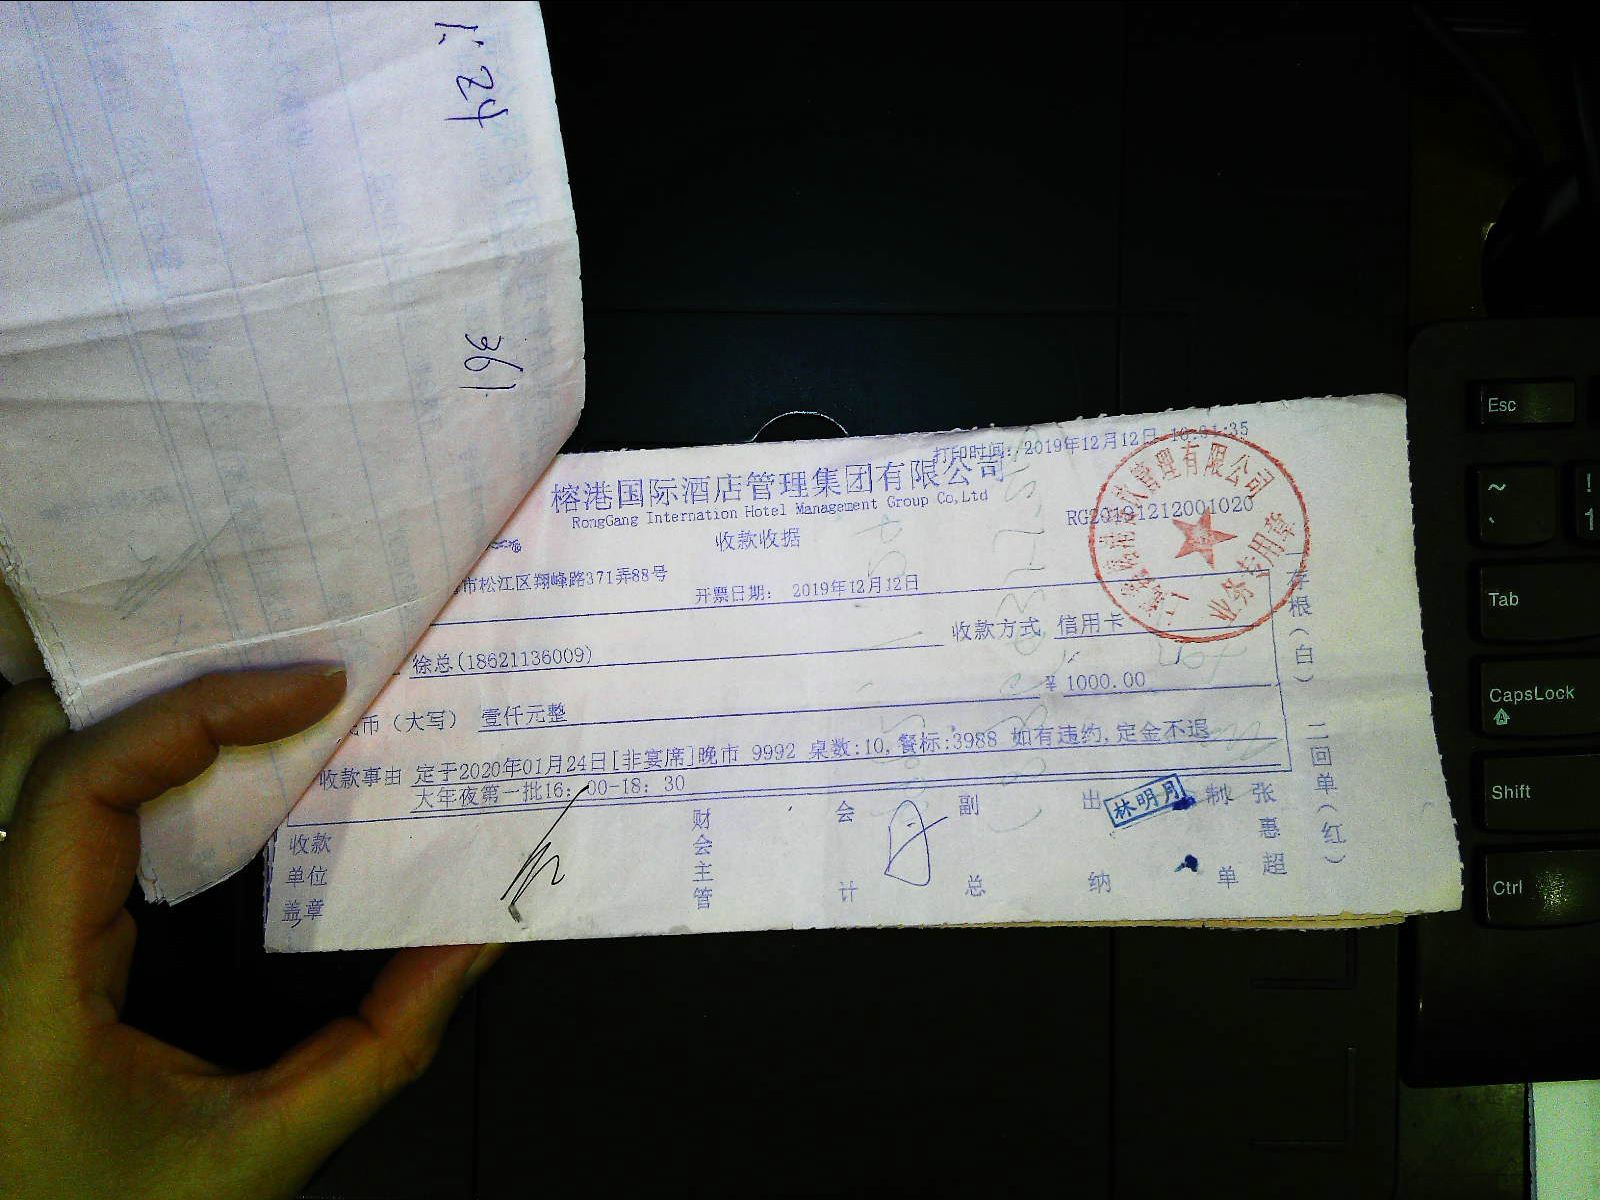 1:24
361
打印时间：2019年12月12日
榕港国际酒店管理集团有限公司
RongGang Internation Hotel Management Group Co,Ltd
RG20191212001020
收款收据
市松江区翔峰路371弄88号
开票日期： 2019年12月12日
徐总(18621136009)
收款方式 信用卡
币（大写） 壹仟元整
¥ 1000.00
收款事由 定于2020年01月24日[非宴席]晚市 9992 桌数:10,餐标:3988 如有违约,定金不退
大年夜第一批16：00-18：30
收款单位盖章
财会主管
会计
副总
出纳
林明月
制单
张惠超
存根（白） 二回单（红）
管理有限公司
业务专用章
Esc
~
`
!
1
Tab
CapsLock
A
Shift
Ctrl